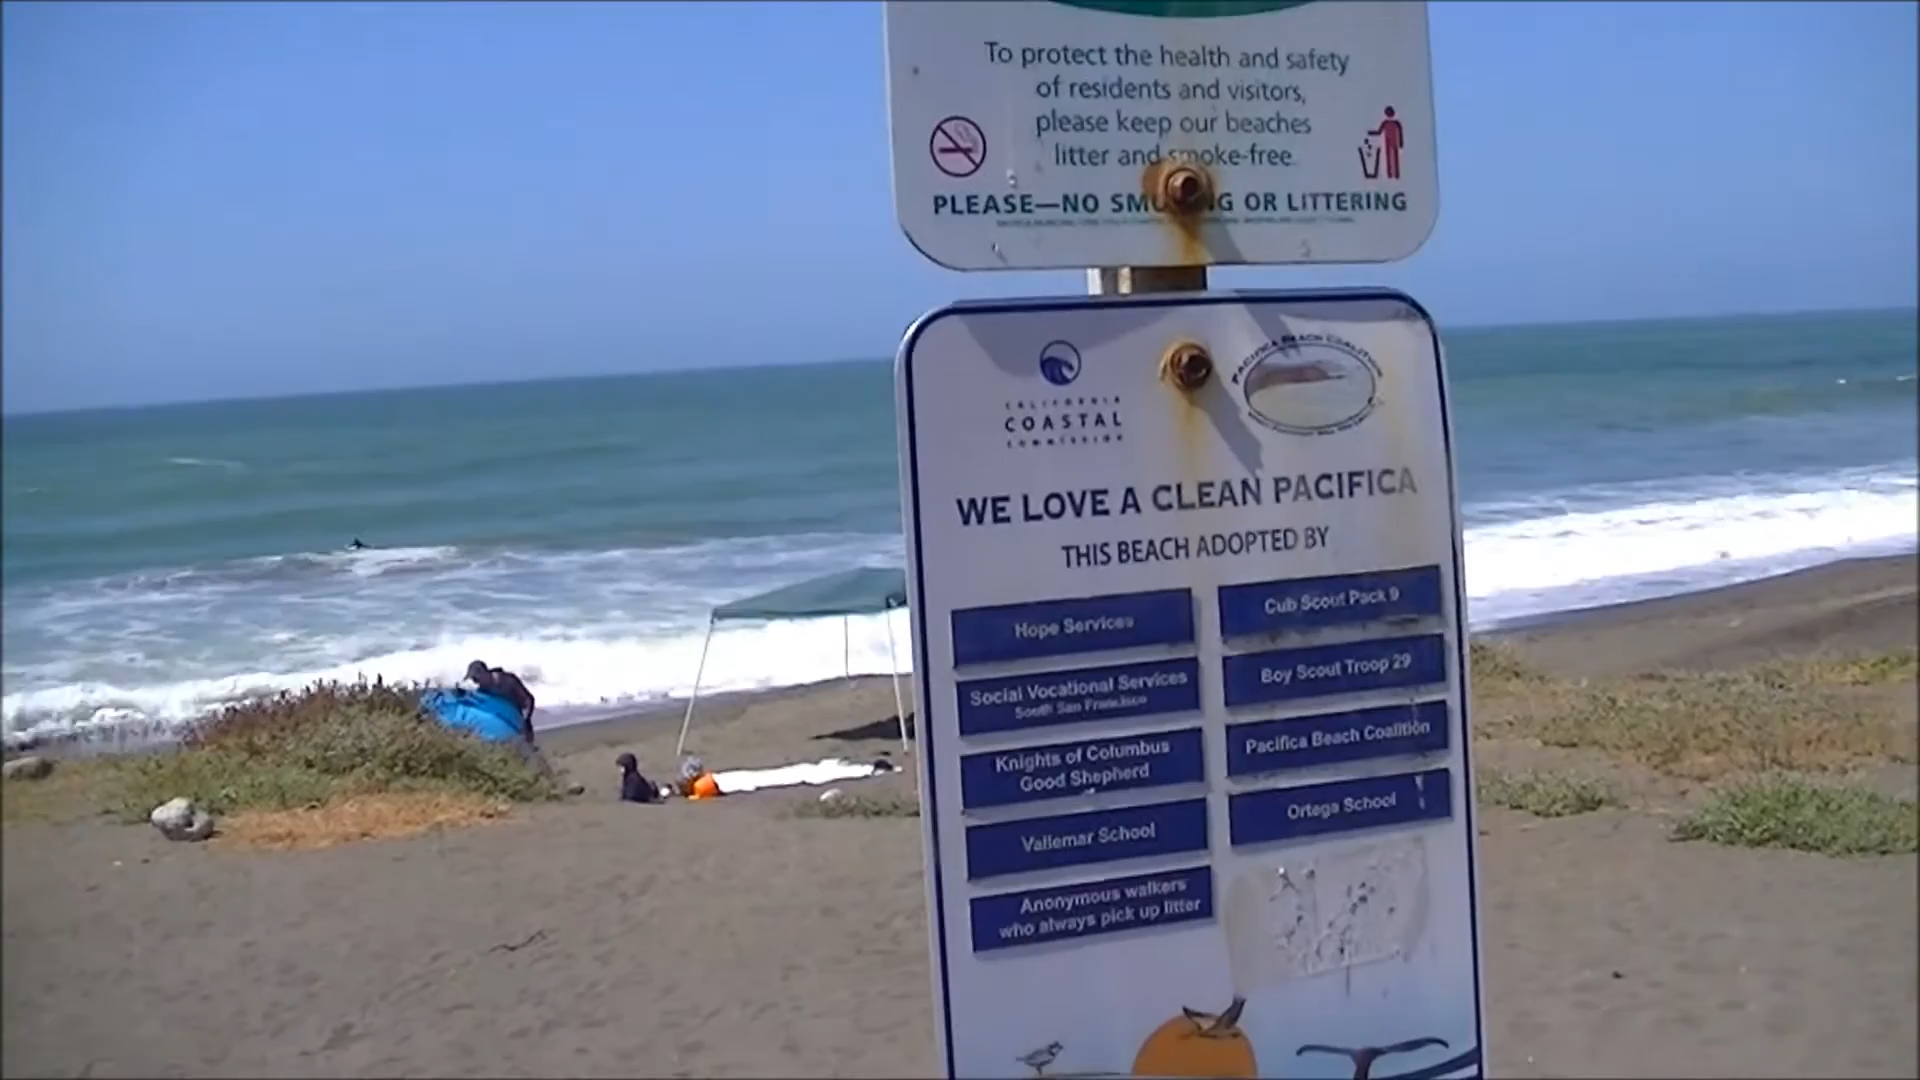 To protect the health and safety
of residents and visitors,
please keep our beaches
litter and smoke-free.
PLEASE—NO SMOKING OR LITTERING
CALIFORNIA
COASTAL
COMMISSION
PACIFICA BEACH COALITION
WE LOVE A CLEAN PACIFICA
THIS BEACH ADOPTED BY
Hope Services
Cub Scout Pack 9
Social Vocational Services
South San Francisco
Boy Scout Troop 29
Knights of Columbus
Good Shepherd
Pacifica Beach Coalition
Vallemar School
Ortega School
Anonymous walkers
who always pick up litter